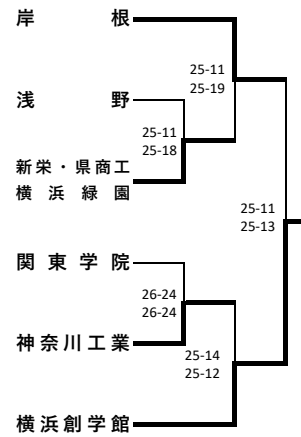 岸根
25-11
25-19
浅野
25-11
25-18
新栄・県商工
横浜緑園
25-11
25-13
関東学院
26-24
26-24
神奈川工業
25-14
25-12
横浜創学館